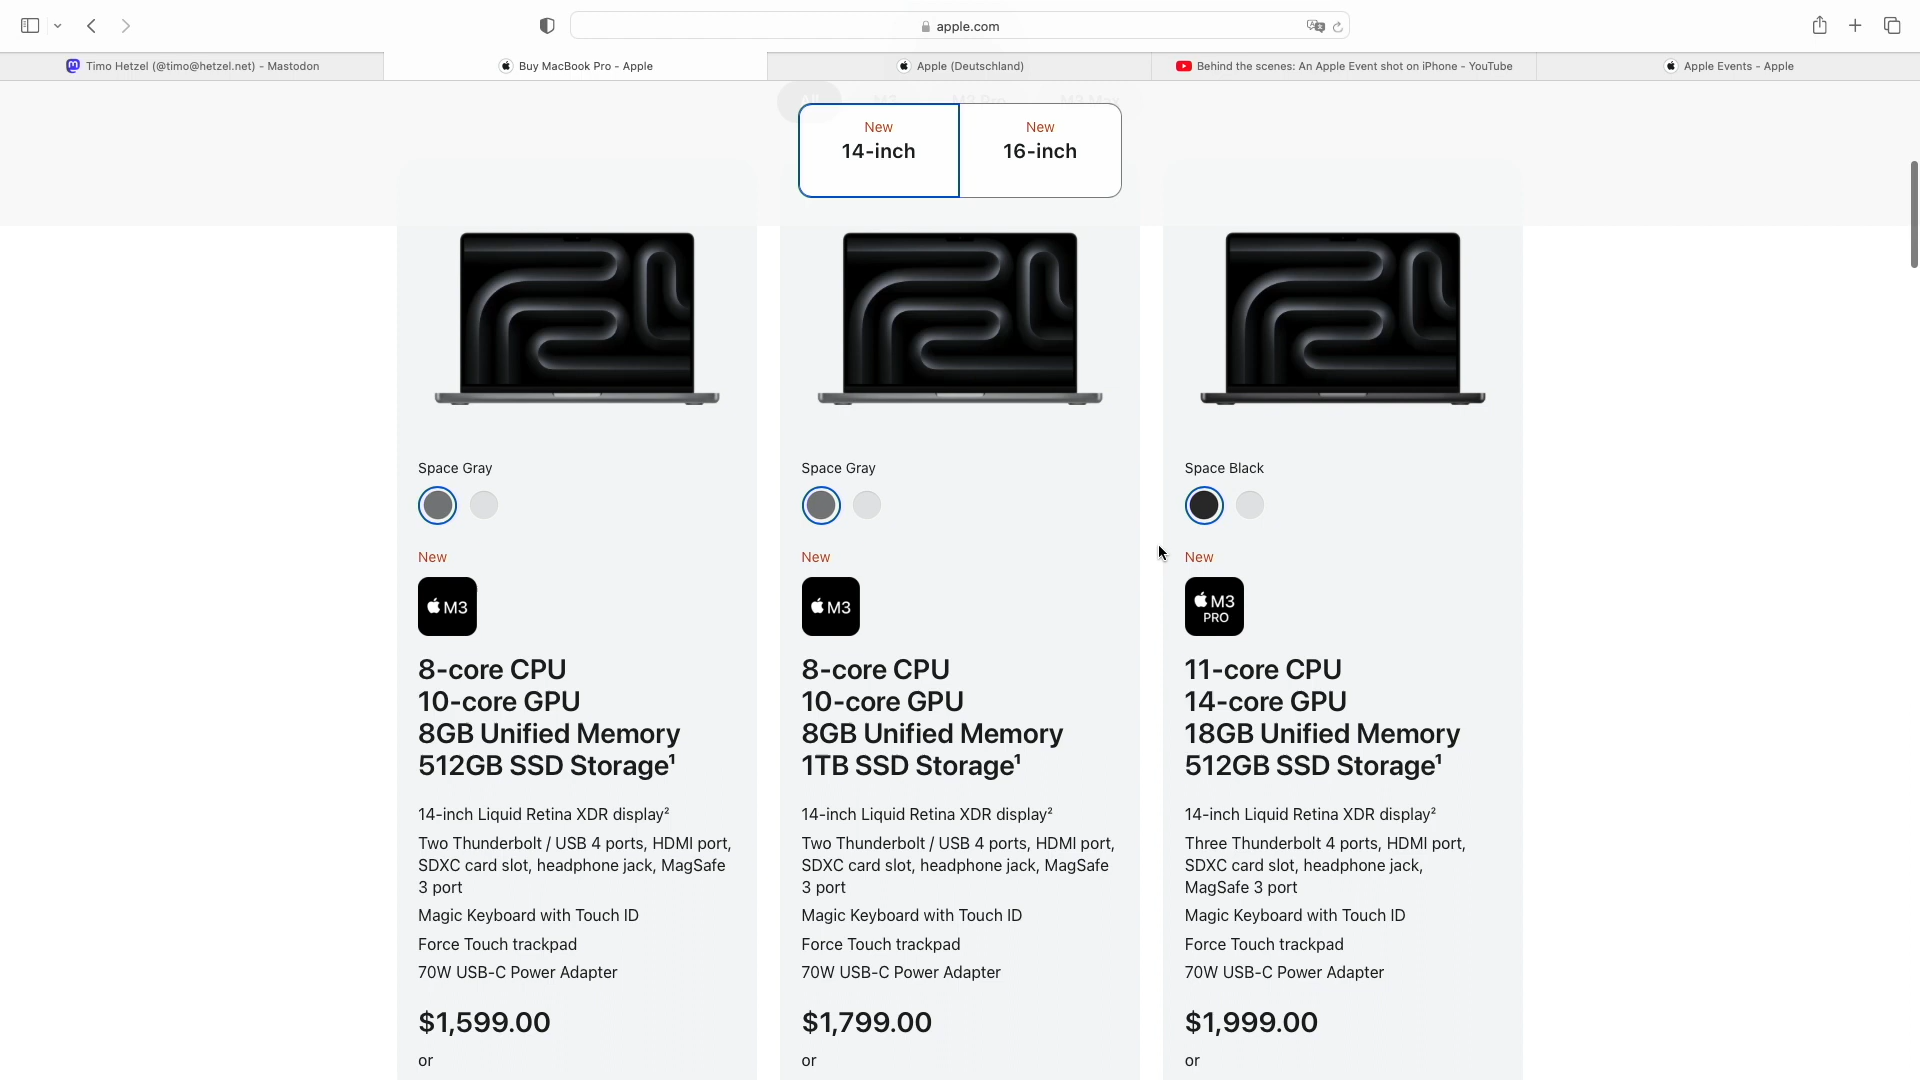 apple.com
Timo Hetzel (@timo@hetzel.net) - Mastodon
Buy MacBook Pro - Apple
Apple (Deutschland)
Behind the scenes: An Apple Event shot on iPhone - YouTube
Apple Events - Apple
All M3 M3 Pro M3 Max
New
14-inch
New
16-inch
Space Gray
New
M3
8-core CPU
10-core GPU
8GB Unified Memory
512GB SSD Storage¹
14-inch Liquid Retina XDR display²
Two Thunderbolt / USB 4 ports, HDMI port,
SDXC card slot, headphone jack, MagSafe
3 port
Magic Keyboard with Touch ID
Force Touch trackpad
70W USB-C Power Adapter
$1,599.00
or
Space Gray
New
M3
8-core CPU
10-core GPU
8GB Unified Memory
1TB SSD Storage¹
14-inch Liquid Retina XDR display²
Two Thunderbolt / USB 4 ports, HDMI port,
SDXC card slot, headphone jack, MagSafe
3 port
Magic Keyboard with Touch ID
Force Touch trackpad
70W USB-C Power Adapter
$1,799.00
or
Space Black
New
M3
PRO
11-core CPU
14-core GPU
18GB Unified Memory
512GB SSD Storage¹
14-inch Liquid Retina XDR display²
Three Thunderbolt 4 ports, HDMI port,
SDXC card slot, headphone jack,
MagSafe 3 port
Magic Keyboard with Touch ID
Force Touch trackpad
70W USB-C Power Adapter
$1,999.00
or